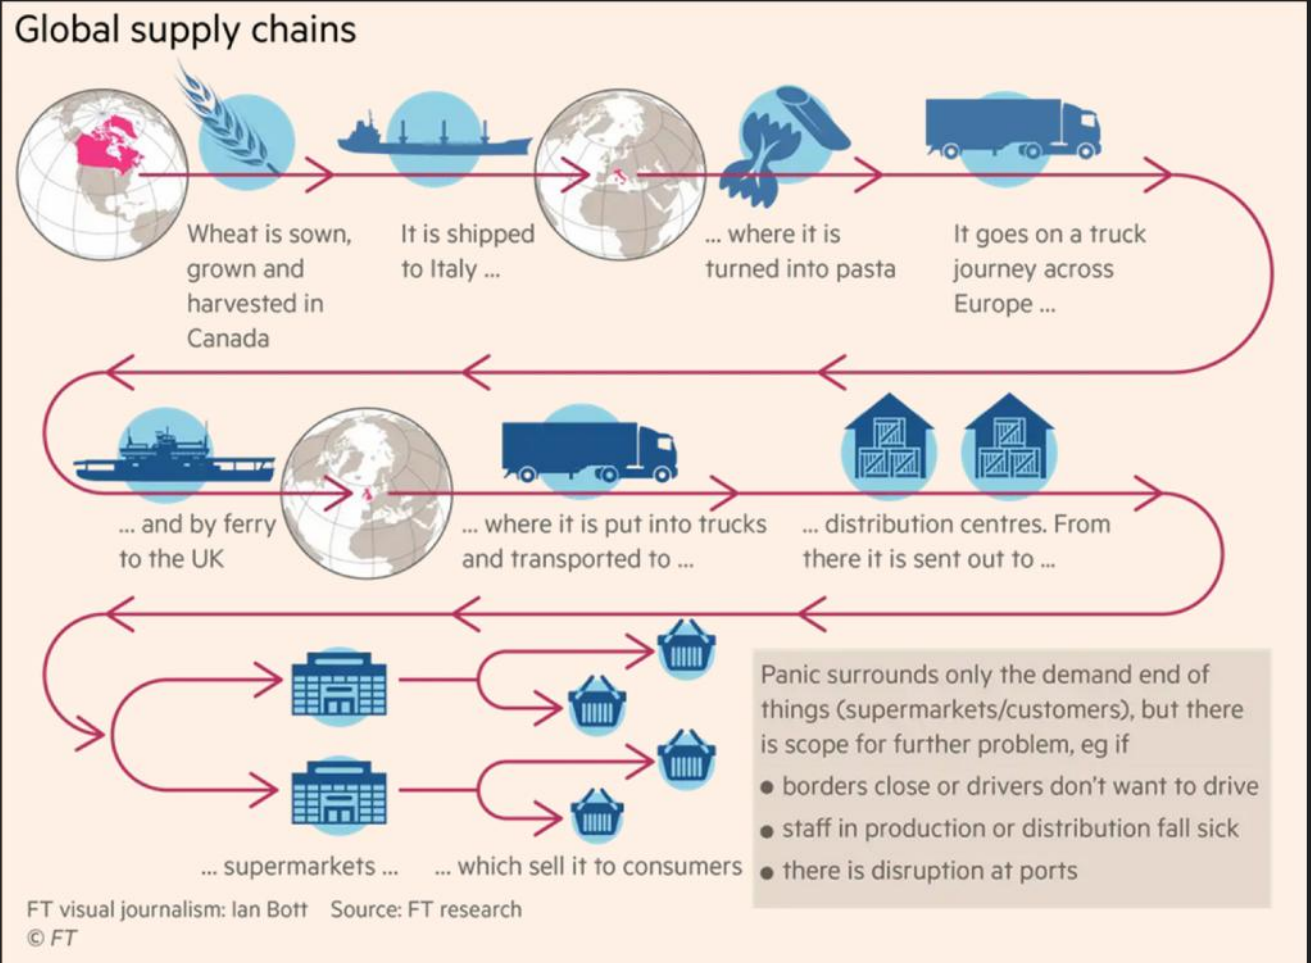 Global supply chains
Wheat is sown,
grown and
harvested in
Canada
It is shipped
to Italy ...
... where it is
turned into pasta
It goes on a truck
journey across
Europe ...
... and by ferry
to the UK
... where it is put into trucks
and transported to ...
... distribution centres. From
there it is sent out to ...
... supermarkets ...
... which sell it to consumers
Panic surrounds only the demand end of
things (supermarkets/customers), but there
is scope for further problem, eg if
● borders close or drivers don't want to drive
● staff in production or distribution fall sick
● there is disruption at ports
FT visual journalism: Ian Bott Source: FT research
© FT